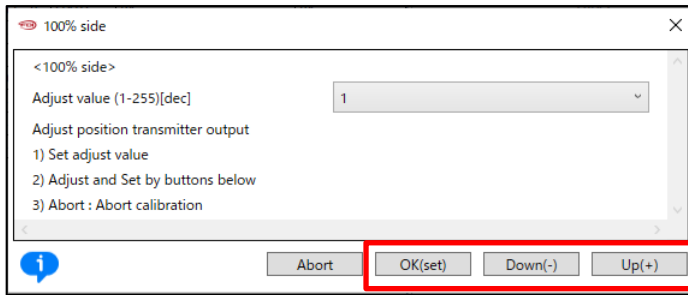 100% side
<100% side>
Adjust value (1-255)[dec]
1
Adjust position transmitter output
1) Set adjust value
2) Adjust and Set by buttons below
3) Abort : Abort calibration
Abort
OK(set)
Down(-)
Up(+)